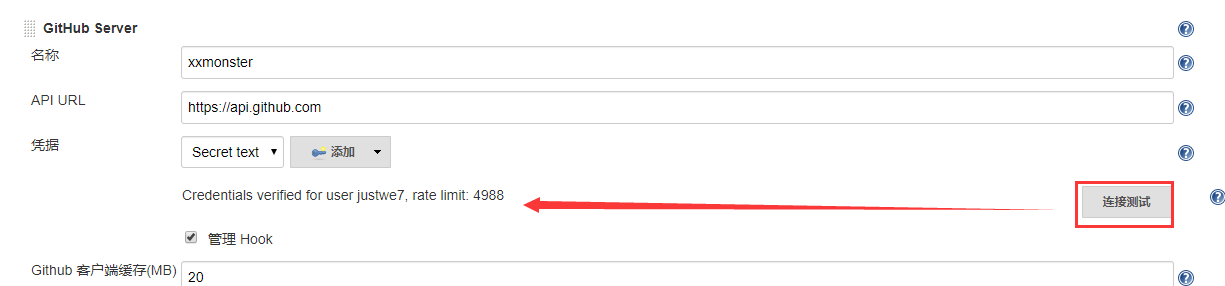 GitHub Server
名称
xxmonster
API URL
https://api.github.com
凭据
Secret text 添加
Credentials verified for user justwe7, rate limit: 4988
连接测试
管理 Hook
Github 客户端缓存(MB)
20